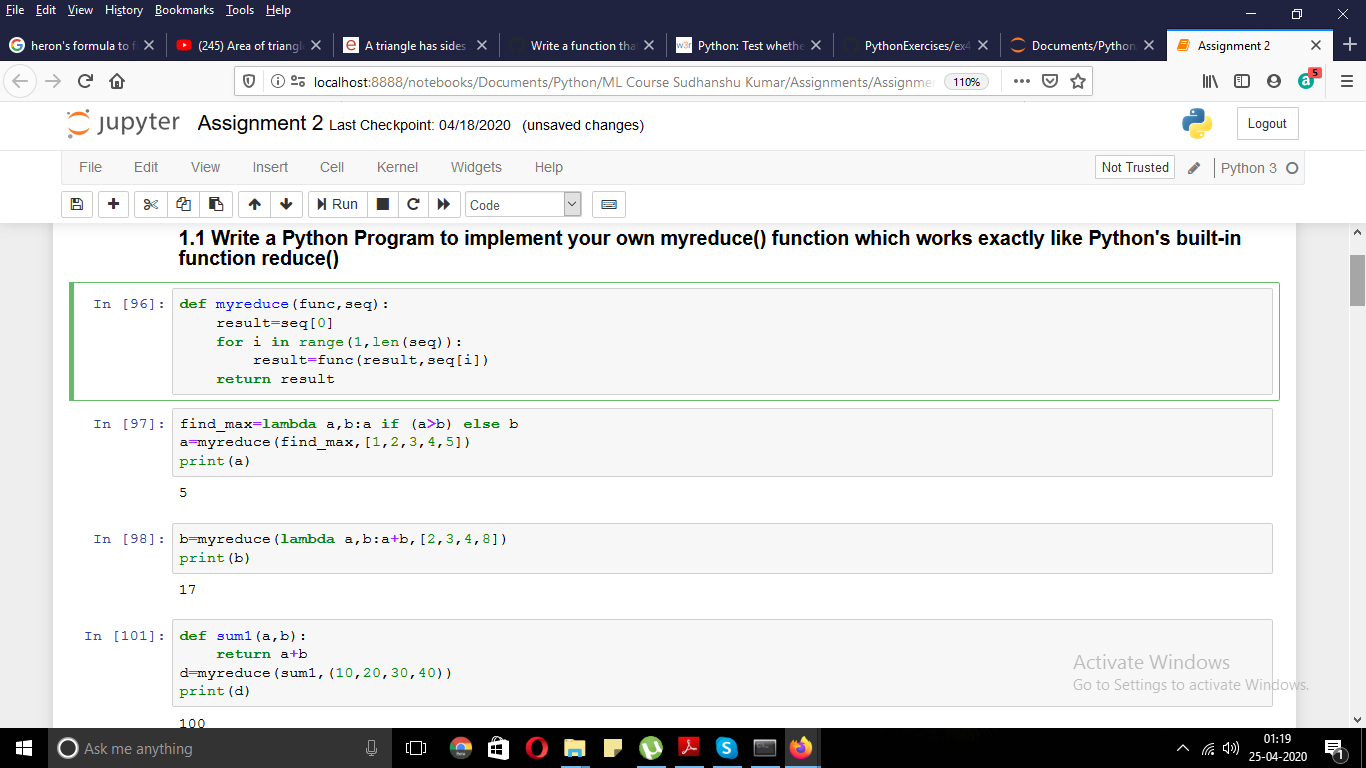 File Edit View History Bookmarks Tools Help
heron's formula to f
(245) Area of triangl
A triangle has sides
Write a function tha
w3r Python: Test whethe
PythonExercises/ex4
Documents/Python
Assignment 2
localhost:8888/notebooks/Documents/Python/ML Course Sudhanshu Kumar/Assignments/Assignmen
110%
5
jupyter Assignment 2 Last Checkpoint: 04/18/2020 (unsaved changes)
Logout
File Edit View Insert Cell Kernel Widgets Help
Not Trusted
Python 3
Run
Code
1.1 Write a Python Program to implement your own myreduce() function which works exactly like Python's built-in
function reduce()
In [96]:
def myreduce(func,seq):
    result=seq[0]
    for i in range(1,len(seq)):
        result=func(result,seq[i])
    return result
In [97]:
find_max=lambda a,b:a if (a>b) else b
a=myreduce(find_max,[1,2,3,4,5])
print(a)
5
In [98]:
b=myreduce(lambda a,b:a+b,[2,3,4,8])
print(b)
17
In [101]:
def sum1(a,b):
    return a+b
d=myreduce(sum1,(10,20,30,40))
print(d)
100
Activate Windows
Go to Settings to activate Windows.
Ask me anything
01:19
25-04-2020
1